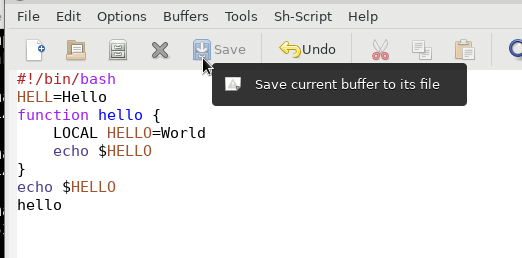 File Edit Options Buffers Tools Sh-Script Help
Save Undo
Save current buffer to its file
#!/bin/bash
HELL=Hello
function hello {
    LOCAL HELLO=World
    echo $HELLO
}
echo $HELLO
hello